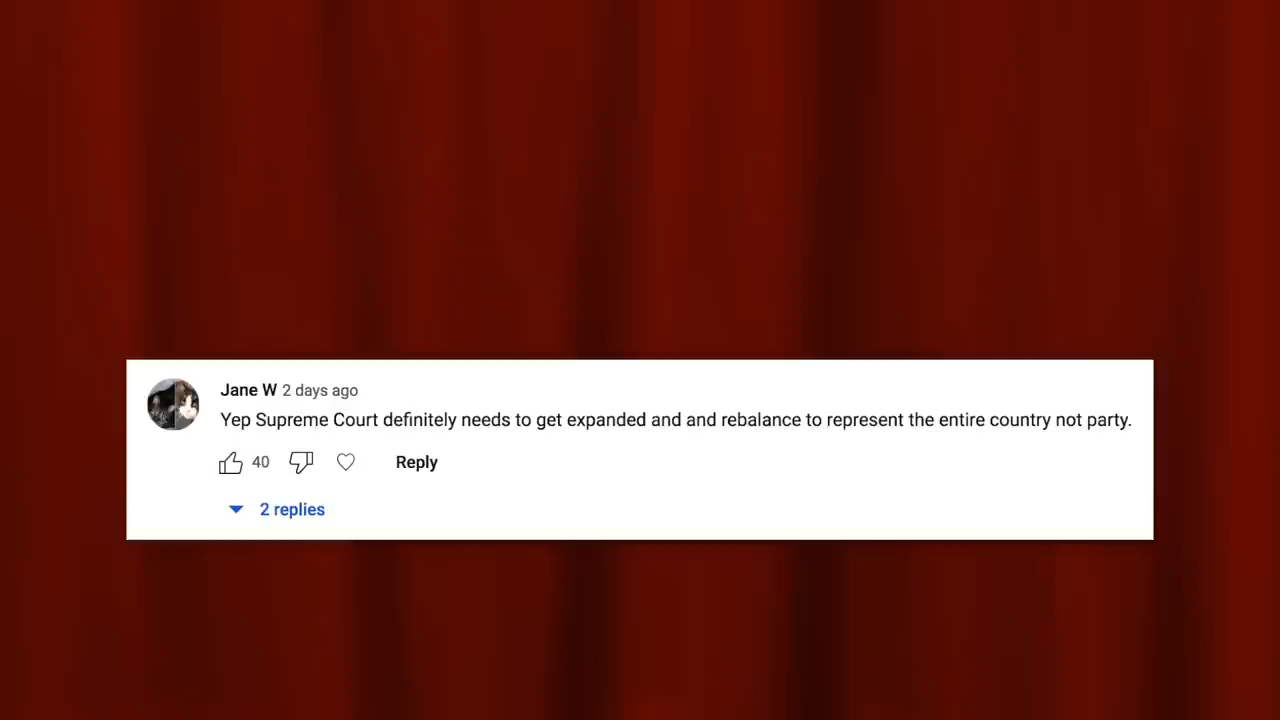 Jane W 2 days ago
Yep Supreme Court definitely needs to get expanded and and rebalance to represent the entire country not party.
40 Reply
2 replies